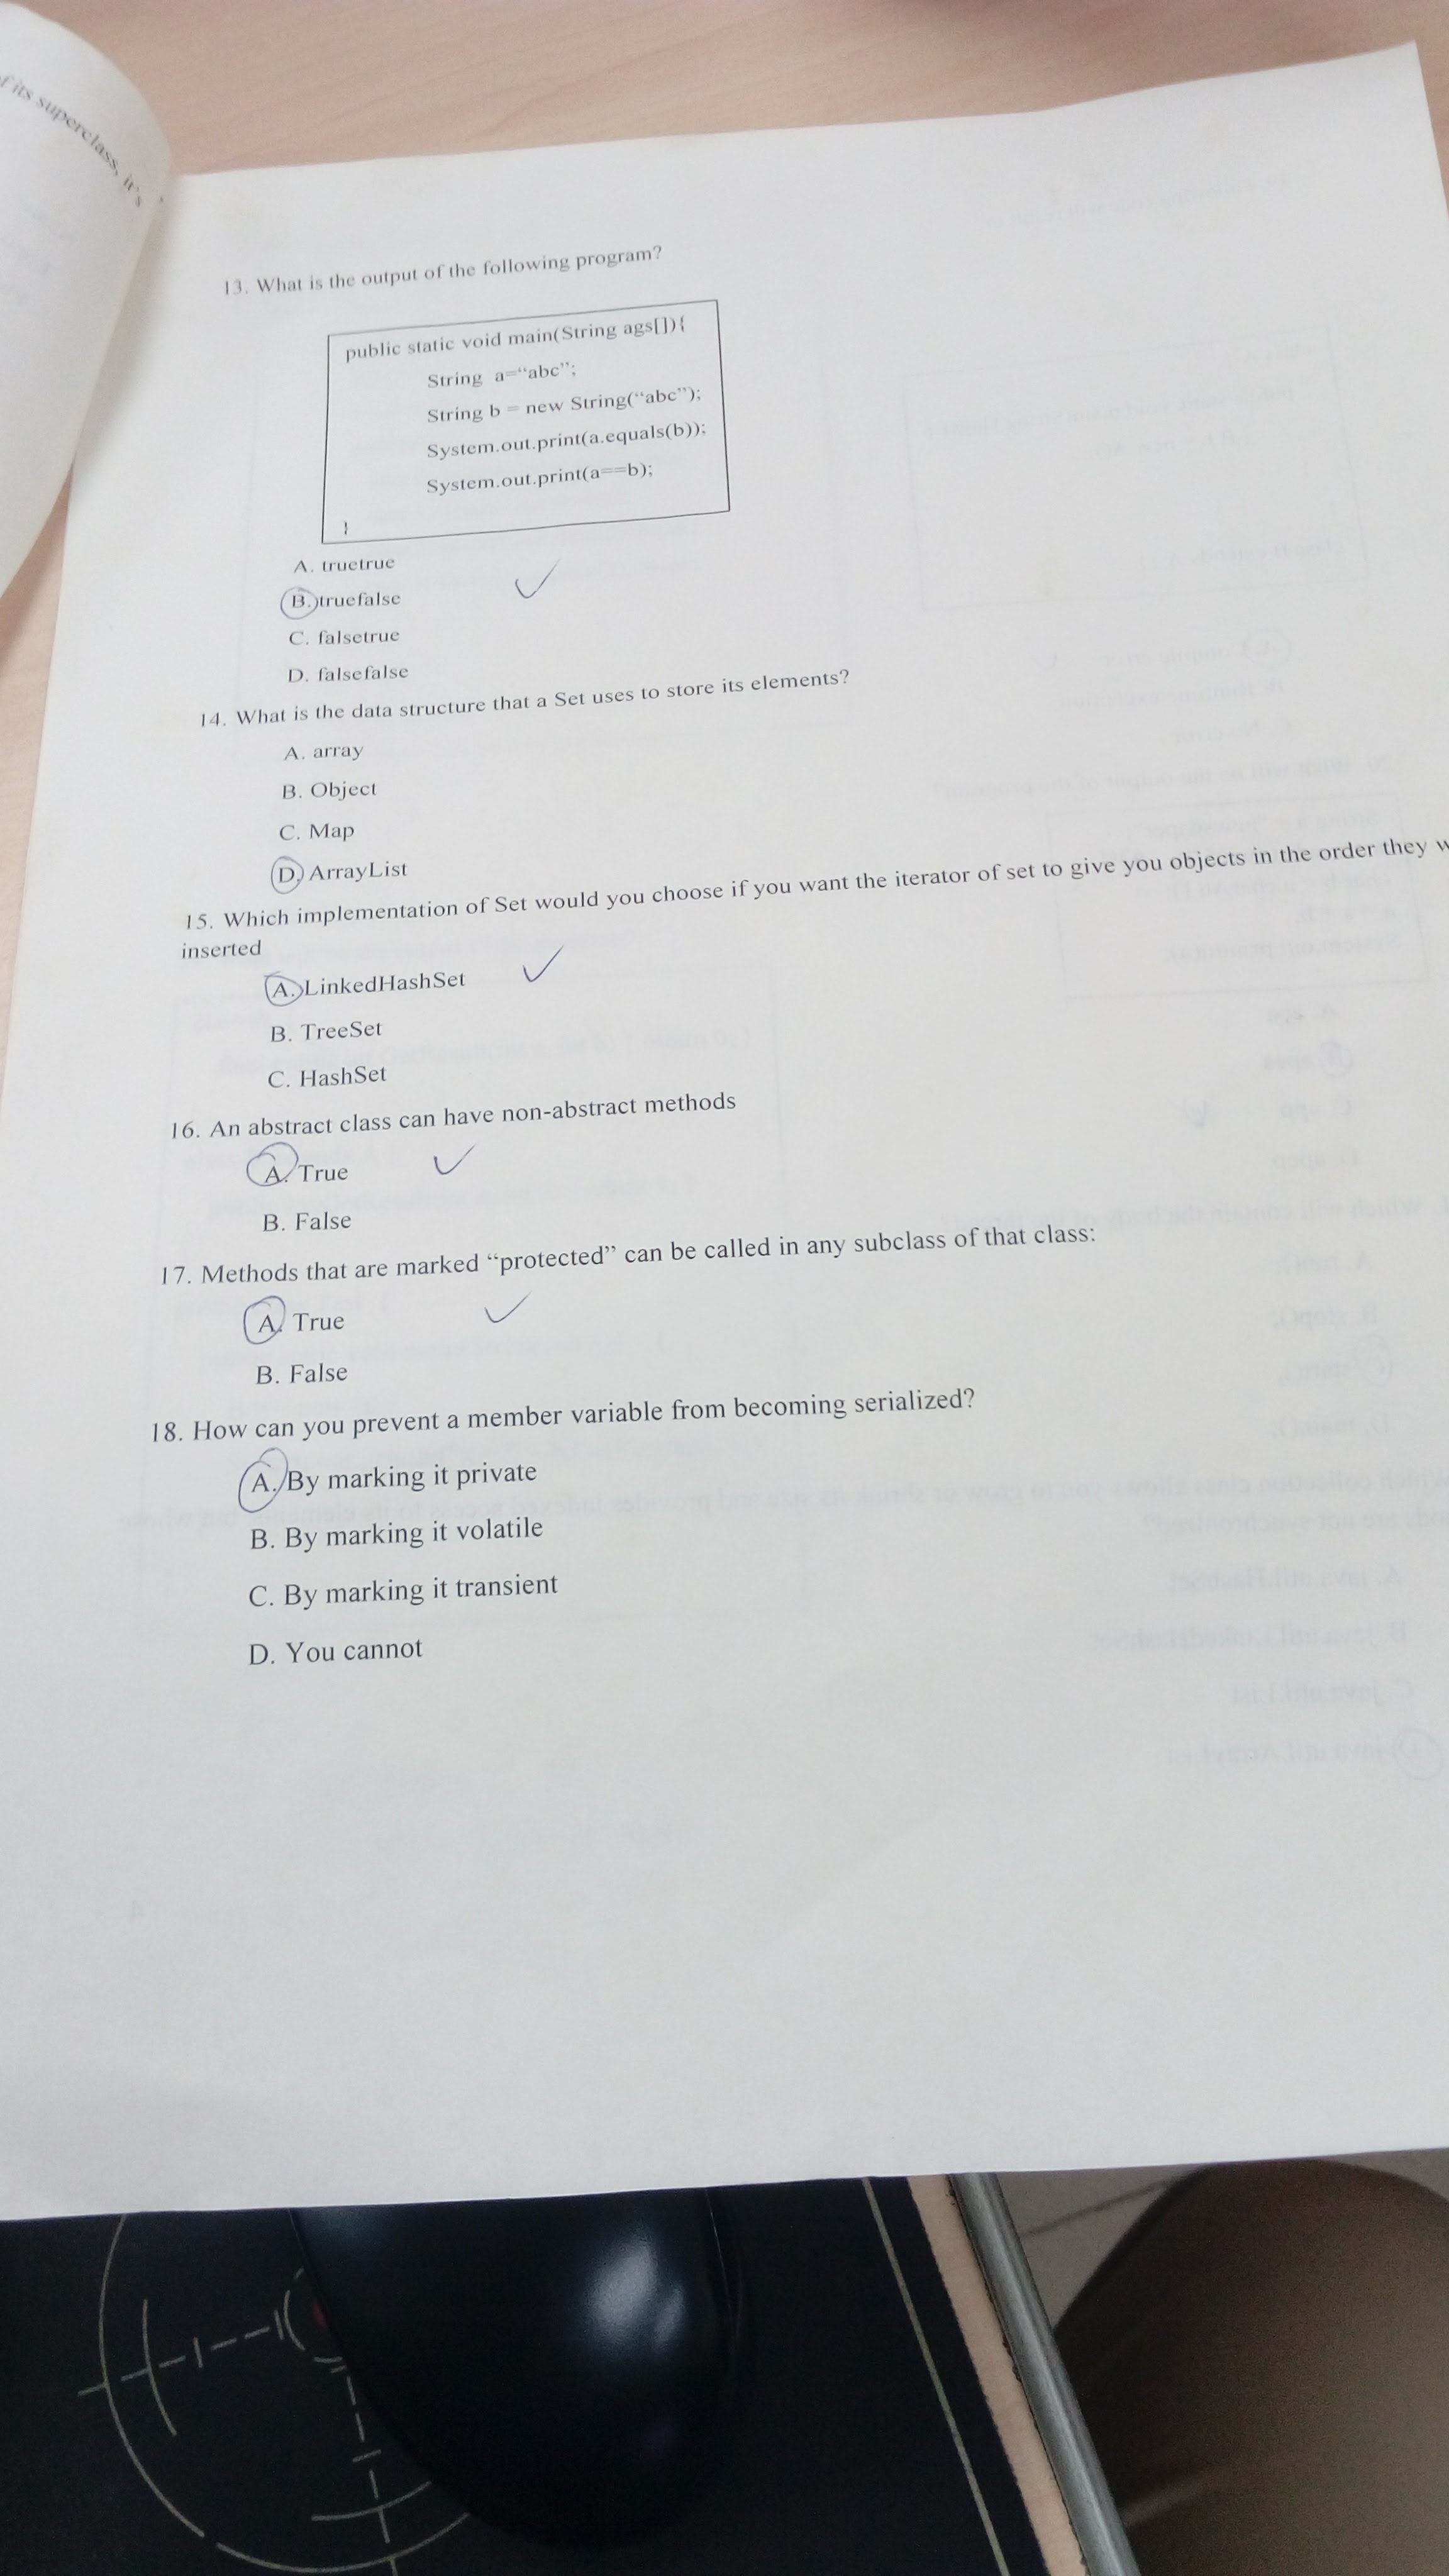 f its superclass, it's
13. What is the output of the following program?
public static void main(String ags[]){
String a="abc";
String b = new String("abc");
System.out.print(a.equals(b));
System.out.print(a==b);
}
A. truetrue
B. truefalse
C. falsetrue
D. falsefalse
14. What is the data structure that a Set uses to store its elements?
A. array
B. Object
C. Map
D. ArrayList
15. Which implementation of Set would you choose if you want the iterator of set to give you objects in the order they w
inserted
A. LinkedHashSet
B. TreeSet
C. HashSet
16. An abstract class can have non-abstract methods
A. True
B. False
17. Methods that are marked “protected” can be called in any subclass of that class:
A. True
B. False
18. How can you prevent a member variable from becoming serialized?
A. By marking it private
B. By marking it volatile
C. By marking it transient
D. You cannot